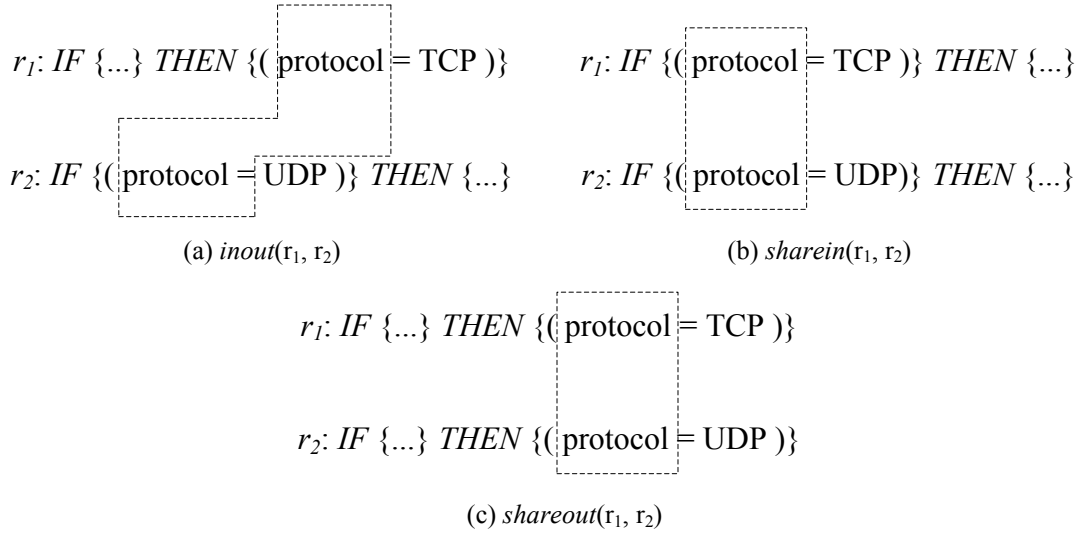 r1: IF {...} THEN {( protocol = TCP )}
r2: IF {( protocol = UDP )} THEN {...}
(a) inout(r1, r2)
r1: IF {( protocol = TCP )} THEN {...}
r2: IF {( protocol = UDP)} THEN {...}
(b) sharein(r1, r2)
r1: IF {...} THEN {( protocol = TCP )}
r2: IF {...} THEN {( protocol = UDP )}
(c) shareout(r1, r2)